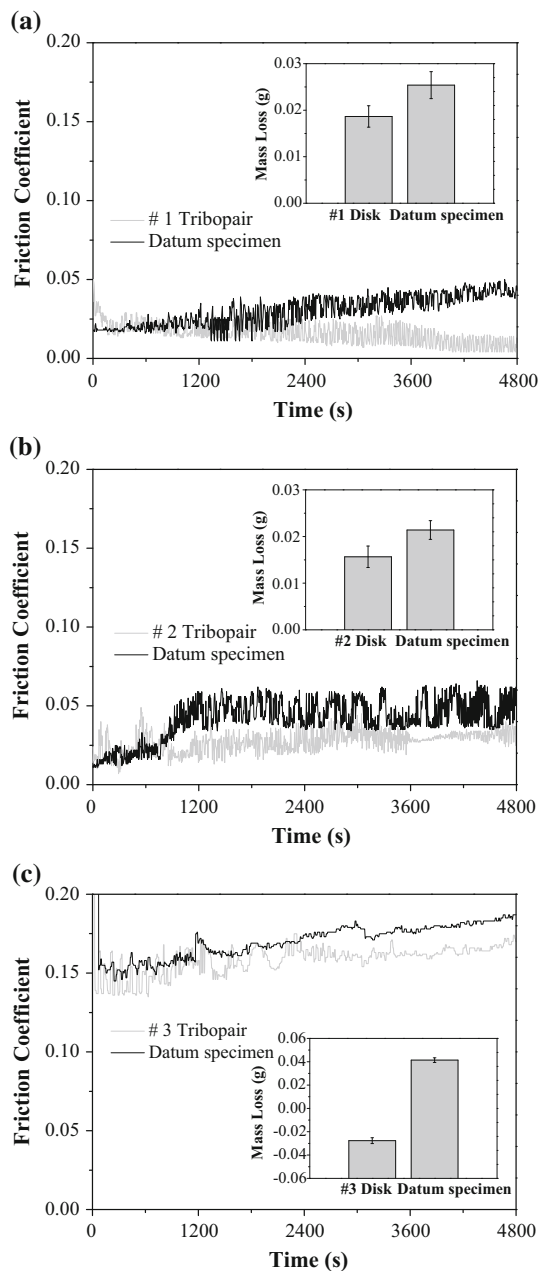 (a)
0.20
0.15
0.10
0.05
0.00
Friction Coefficient
# 1 Tribopair
Datum specimen
0.03
0.02
0.01
0.00
Mass Loss (g)
#1 Disk Datum specimen
0 1200 2400 3600 4800
Time (s)
(b)
0.20
0.15
0.10
0.05
0.00
Friction Coefficient
# 2 Tribopair
Datum specimen
0.03
0.02
0.01
0.00
Mass Loss (g)
#2 Disk Datum specimen
0 1200 2400 3600 4800
Time (s)
(c)
0.20
0.15
0.10
0.05
0.00
Friction Coefficient
# 3 Tribopair
Datum specimen
0.06
0.04
0.02
0.00
-0.02
-0.04
-0.06
Mass Loss (g)
#3 Disk Datum specimen
0 1200 2400 3600 4800
Time (s)